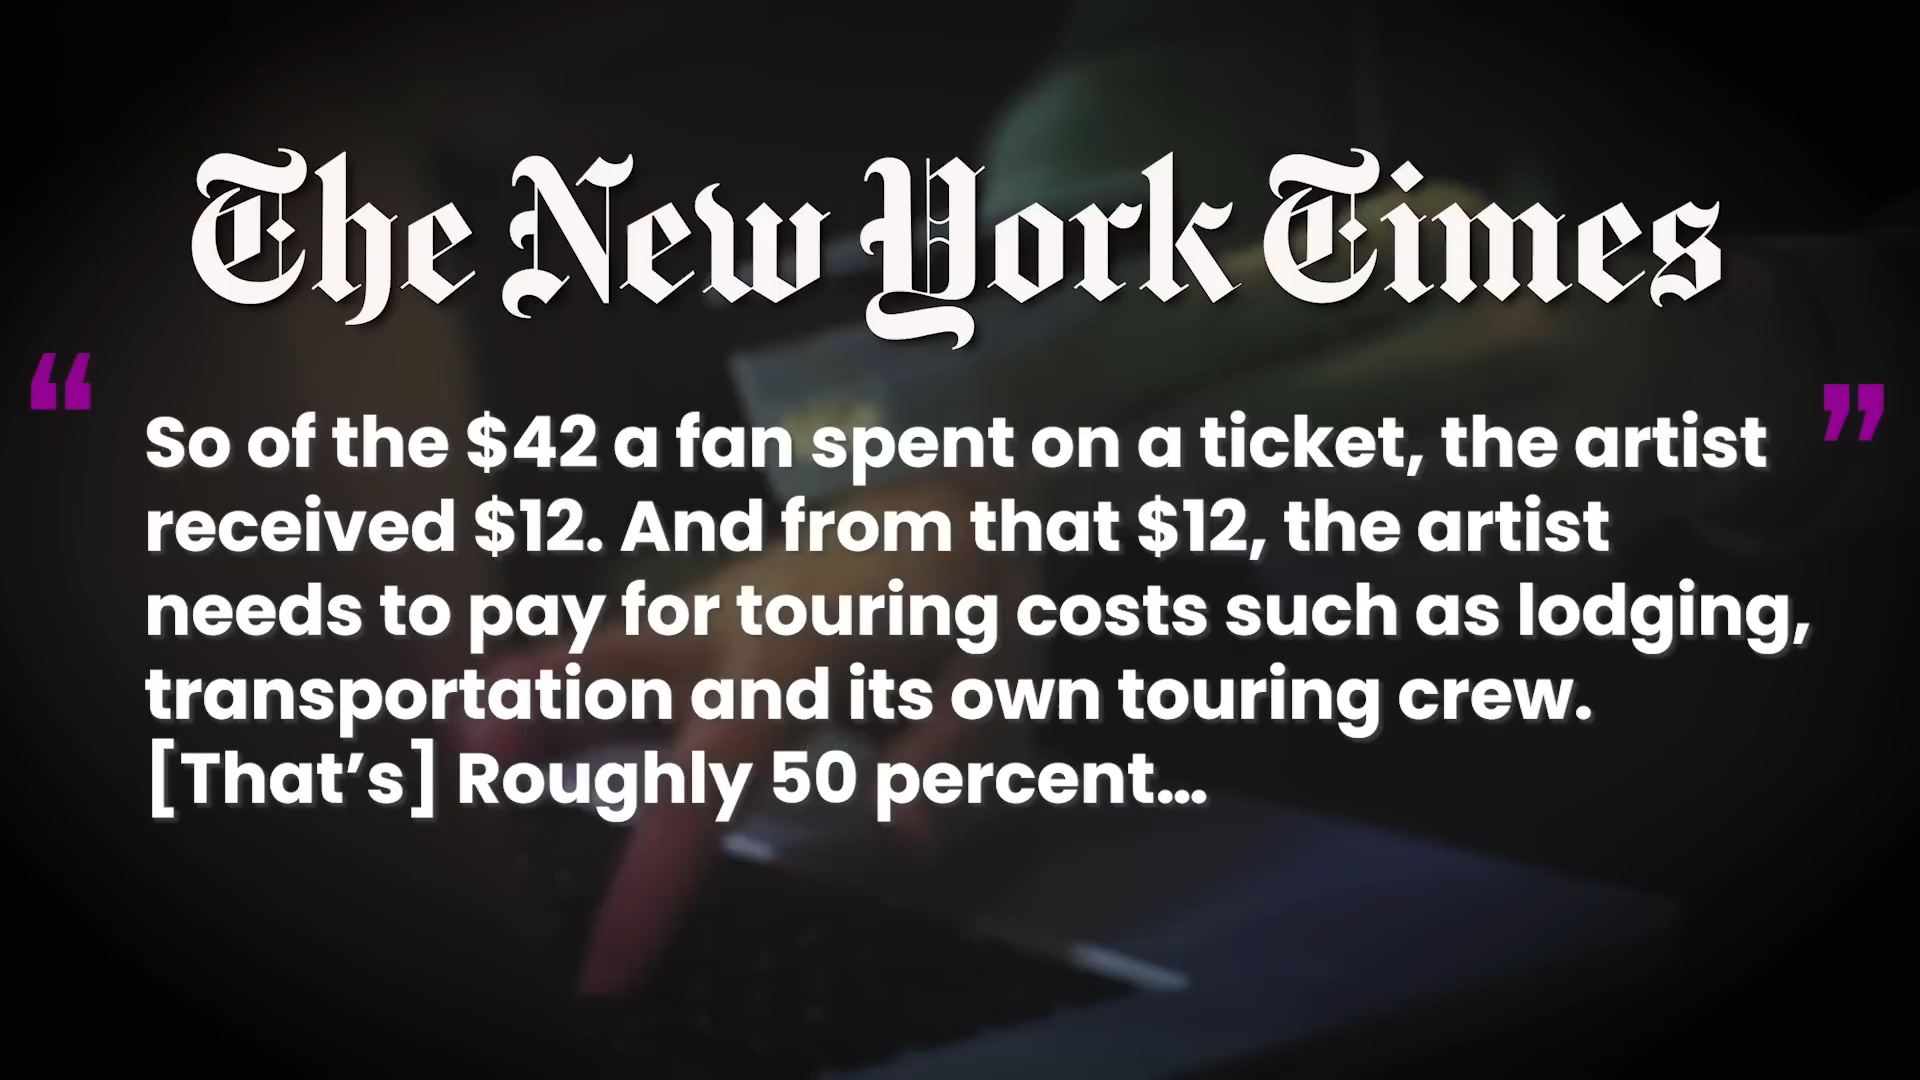 The New York Times
“
So of the $42 a fan spent on a ticket, the artist
received $12. And from that $12, the artist
needs to pay for touring costs such as lodging,
transportation and its own touring crew.
[That’s] Roughly 50 percent...
”